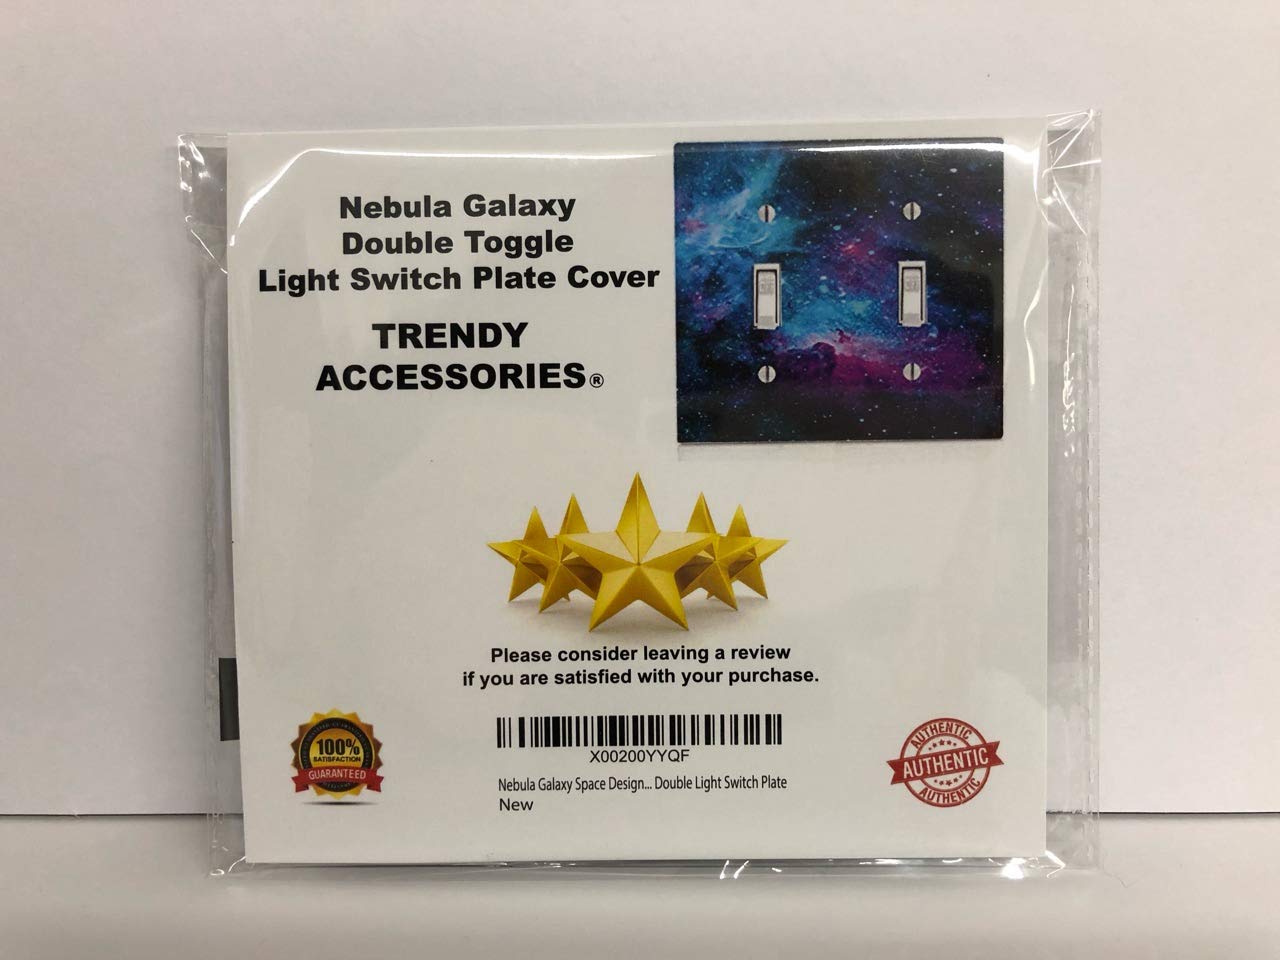 Nebula Galaxy
Double Toggle
Light Switch Plate Cover
TRENDY
ACCESSORIES®
Please consider leaving a review
if you are satisfied with your purchase.
100%
SATISFACTION
GUARANTEED
X00200YYQF
Nebula Galaxy Space Design... Double Light Switch Plate
New
AUTHENTIC
AUTHENTIC
AUTHENTIC